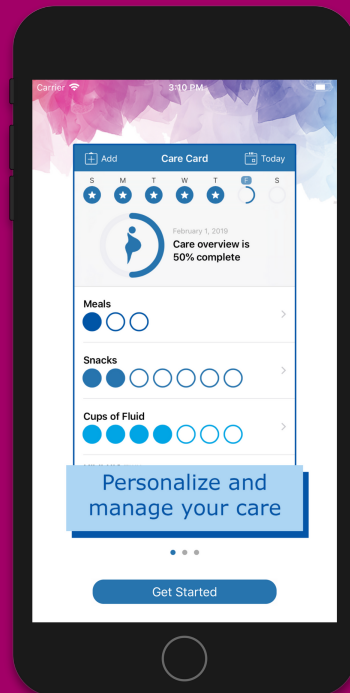 Carrier 3:10 PM
Add Care Card Today
S M T W T F S
February 1, 2019
Care overview is
50% complete
Meals
Snacks
Cups of Fluid
Personalize and
manage your care
Get Started